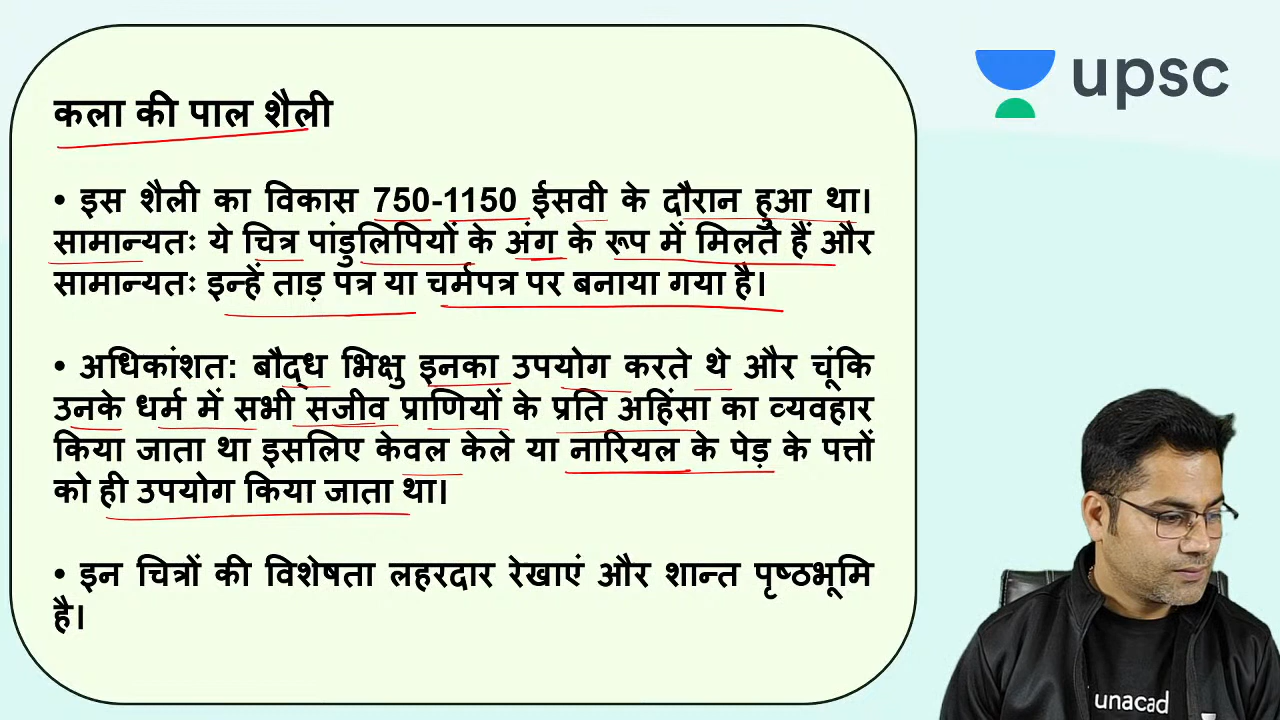 कला की पाल शैली
• इस शैली का विकास 750-1150 ईसवी के दौरान हुआ था।
सामान्यतः ये चित्र पांडुलिपियों के अंग के रूप में मिलते हैं और
सामान्यतः इन्हें ताड़ पत्र या चर्मपत्र पर बनाया गया है।
• अधिकांशत: बौद्ध भिक्षु इनका उपयोग करते थे और चूंकि
उनके धर्म में सभी सजीव प्राणियों के प्रति अहिंसा का व्यवहार
किया जाता था इसलिए केवल केले या नारियल के पेड़ के पत्तों
को ही उपयोग किया जाता था।
• इन चित्रों की विशेषता लहरदार रेखाएं और शान्त पृष्ठभूमि
है।
upsc
unacad